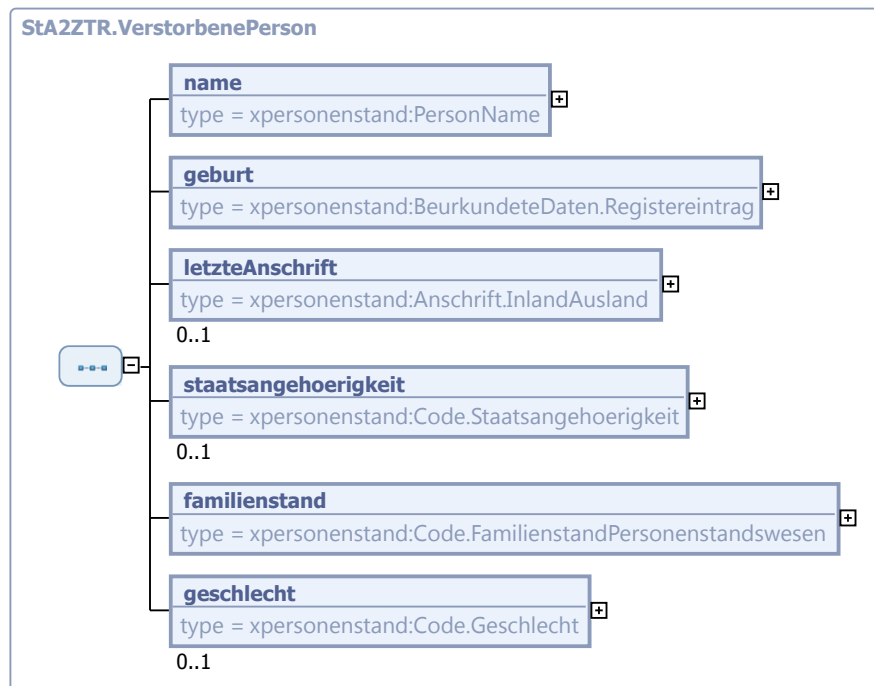 StA2ZTR.VerstorbenePerson
name
type = xpersonenstand:PersonName
geburt
type = xpersonenstand:BeurkundeteDaten.Registereintrag
letzteAnschrift
type = xpersonenstand:Anschrift.InlandAusland
0..1
staatsangehoerigkeit
type = xpersonenstand:Code.Staatsangehoerigkeit
0..1
familienstand
type = xpersonenstand:Code.FamilienstandPersonenstandswesen
geschlecht
type = xpersonenstand:Code.Geschlecht
0..1